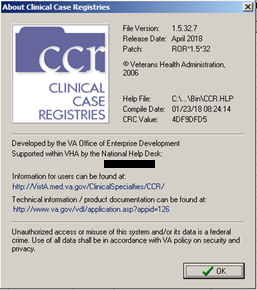 About Clinical Case Registries
ccr
CLINICAL
CASE
REGISTRIES
File Version: 1.5.32.7
Release Date: April 2018
Patch: ROR*1.5*32
© Veterans Health Administration,
2006
Help File: C:\...\Bin\CCR.HLP
Compile Date: 01/23/18 08:24:14
CRC Value: 4DF9DFD5
Developed by the VA Office of Enterprise Development
Supported within VHA by the National Help Desk:
Information for users can be found at:
http://VistA.med.va.gov/ClinicalSpecialties/CCR/
Technical information / product documentation can be found at:
http://www.va.gov/vdl/application.asp?appid=126
Unauthorized access or misuse of this system and/or its data is a federal
crime. Use of all data shall be in accordance with VA policy on security and
privacy.
OK